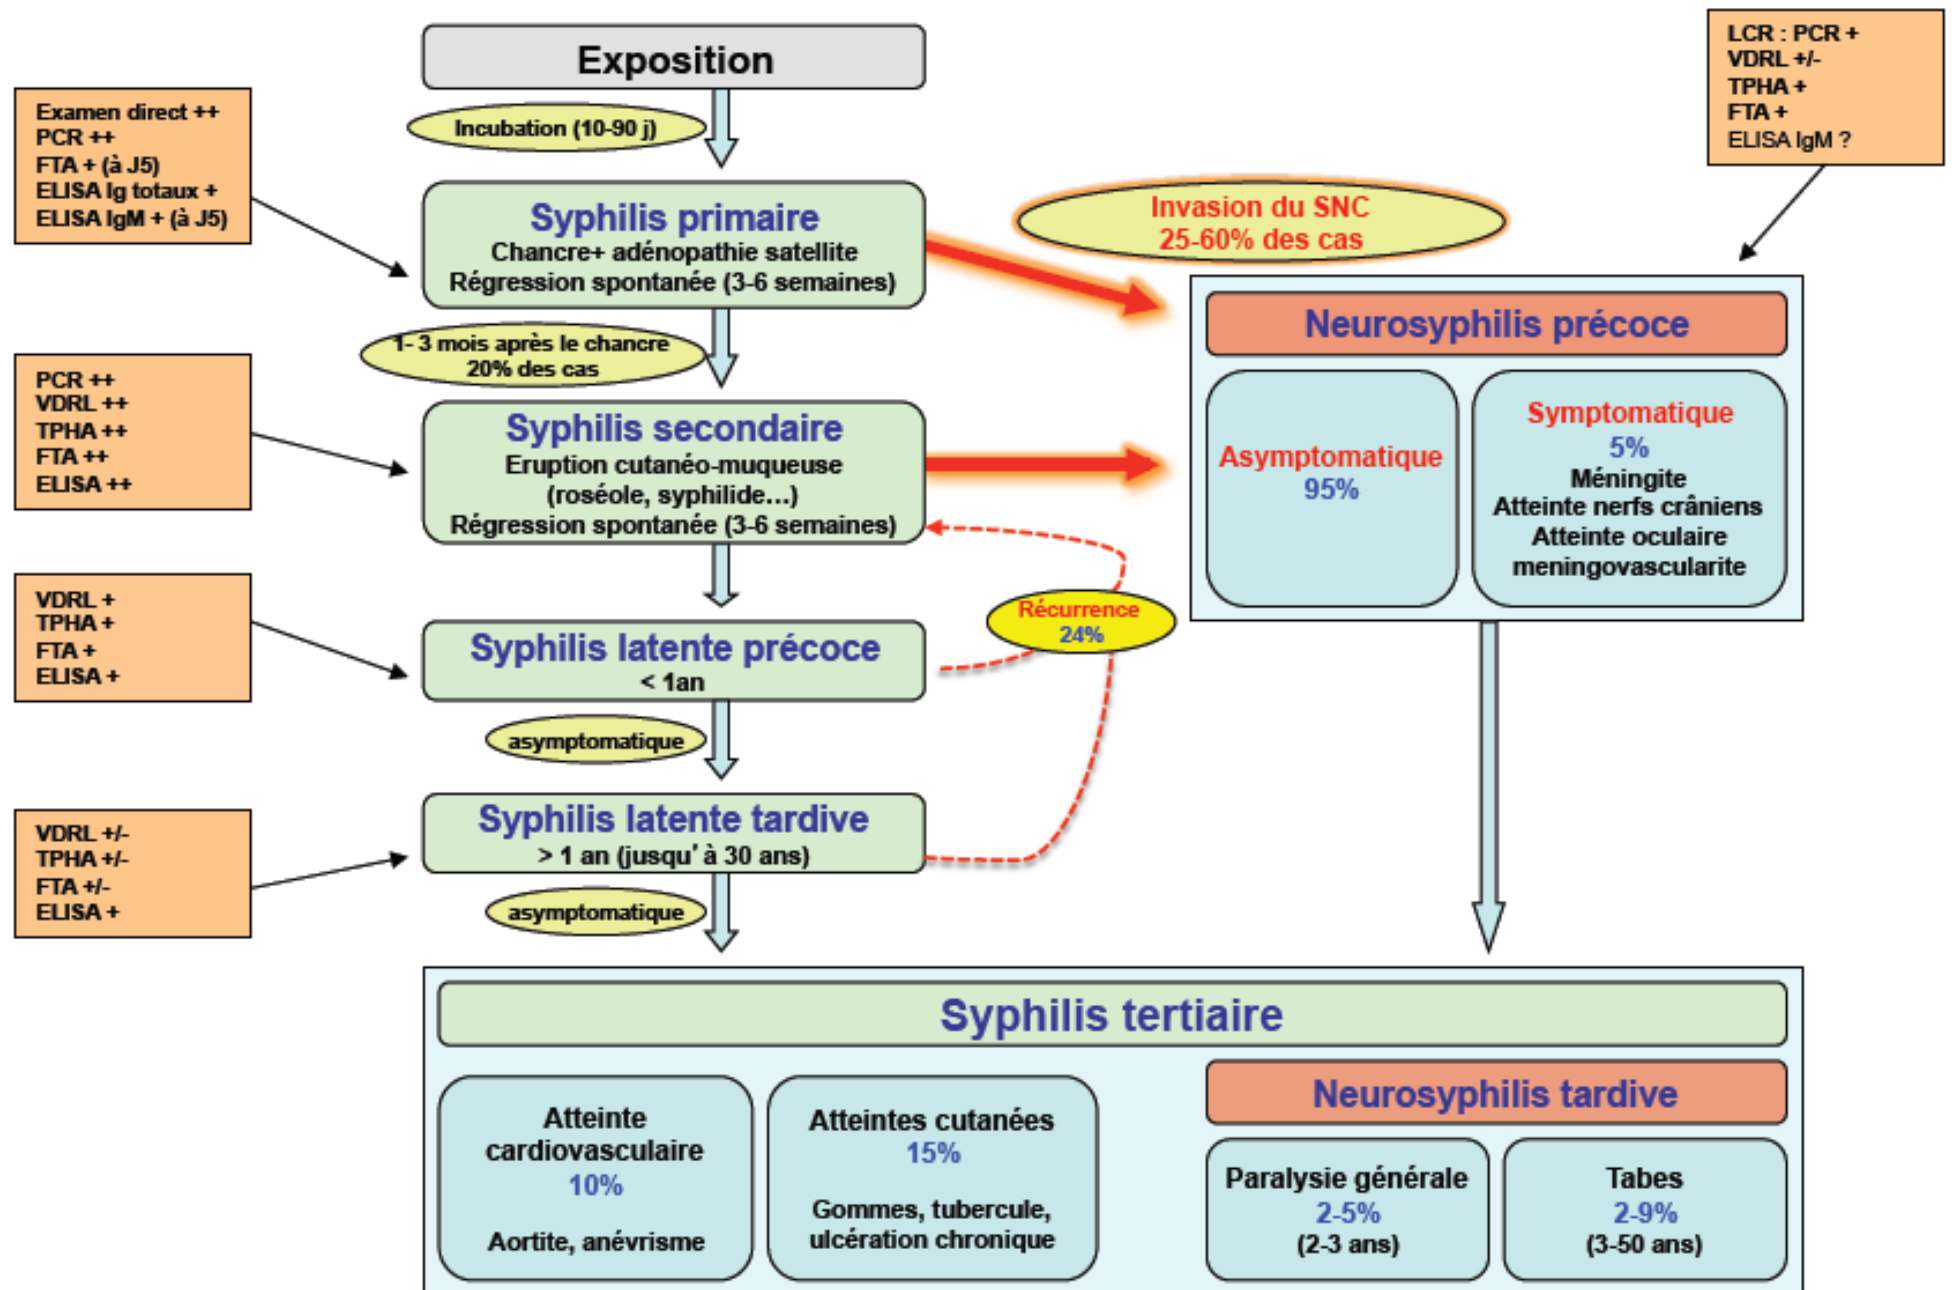 Exposition
Incubation (10-90 j)
Examen direct ++
PCR ++
FTA + (à J5)
ELISA Ig totaux +
ELISA IgM + (à J5)
Syphilis primaire
Chancre+ adénopathie satellite
Régression spontanée (3-6 semaines)
Invasion du SNC
25-60% des cas
LCR : PCR +
VDRL +/-
TPHA +
FTA +
ELISA IgM ?
1- 3 mois après le chancre
20% des cas
PCR ++
VDRL ++
TPHA ++
FTA ++
ELISA ++
Syphilis secondaire
Eruption cutanéo-muqueuse
(roséole, syphilide...)
Régression spontanée (3-6 semaines)
Neurosyphilis précoce
Asymptomatique
95%
Symptomatique
5%
Méningite
Atteinte nerfs crâniens
Atteinte oculaire
meningovascularite
VDRL +
TPHA +
FTA +
ELISA +
Syphilis latente précoce
< 1an
Récurrence
24%
asymptomatique
VDRL +/-
TPHA +/-
FTA +/-
ELISA +
Syphilis latente tardive
> 1 an (jusqu' à 30 ans)
asymptomatique
Syphilis tertiaire
Atteinte
cardiovasculaire
10%
Aortite, anévrisme
Atteintes cutanées
15%
Gommes, tubercule,
ulcération chronique
Neurosyphilis tardive
Paralysie générale
2-5%
(2-3 ans)
Tabes
2-9%
(3-50 ans)